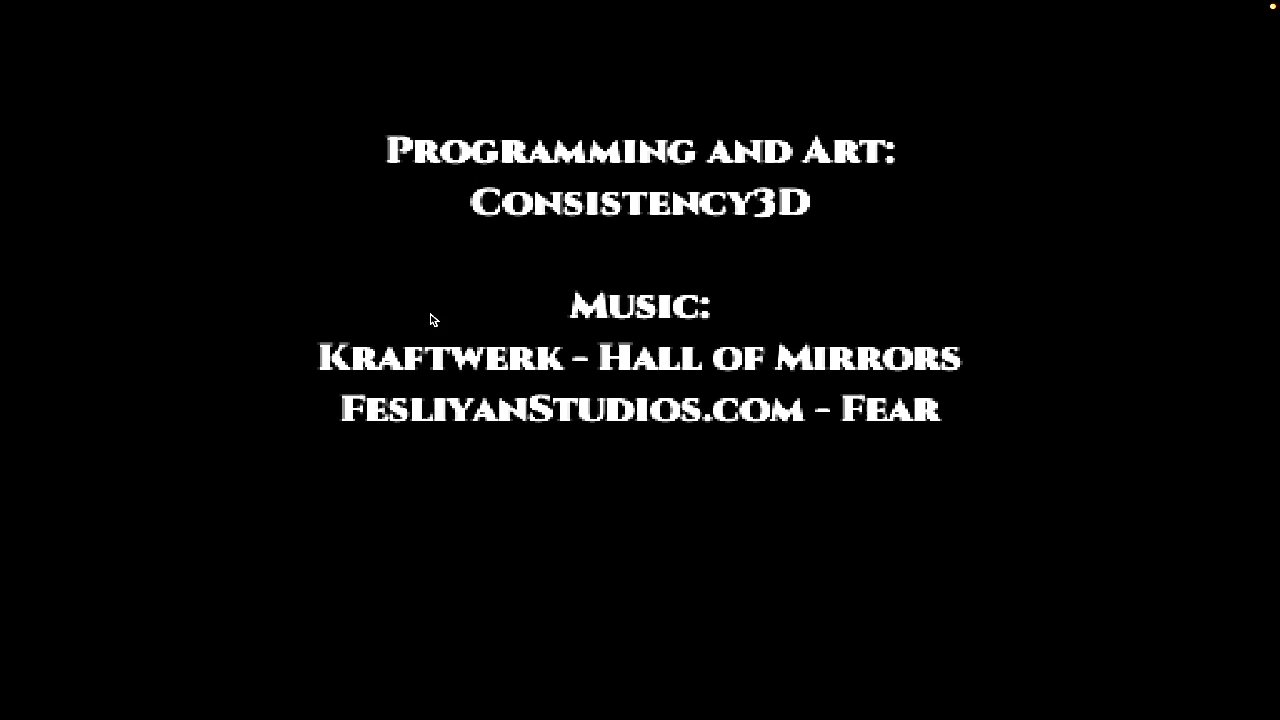 Programming and Art:
Consistency3D
Music:
Kraftwerk - Hall of Mirrors
FesliyanStudios.com - Fear